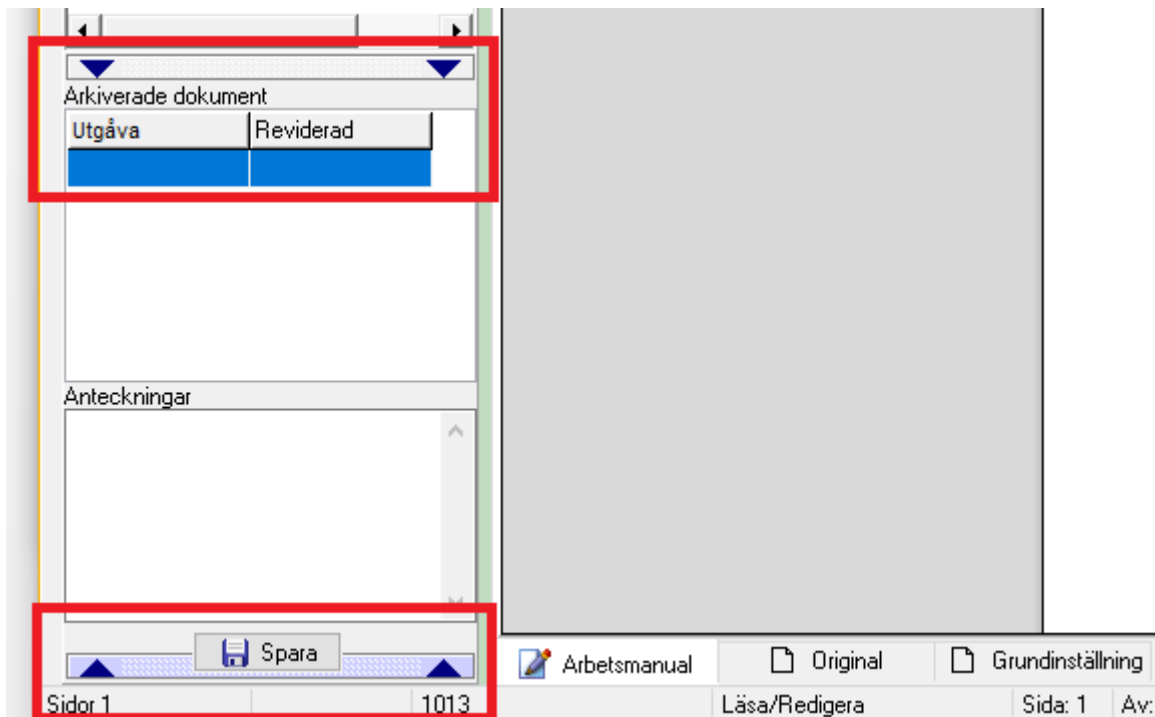 Arkiverade dokument
Utgåva Reviderad
Anteckningar
Spara
Arbetsmanual Original Grundinställning
Sidor 1 1013 Läsa/Redigera Sida: 1 Av: